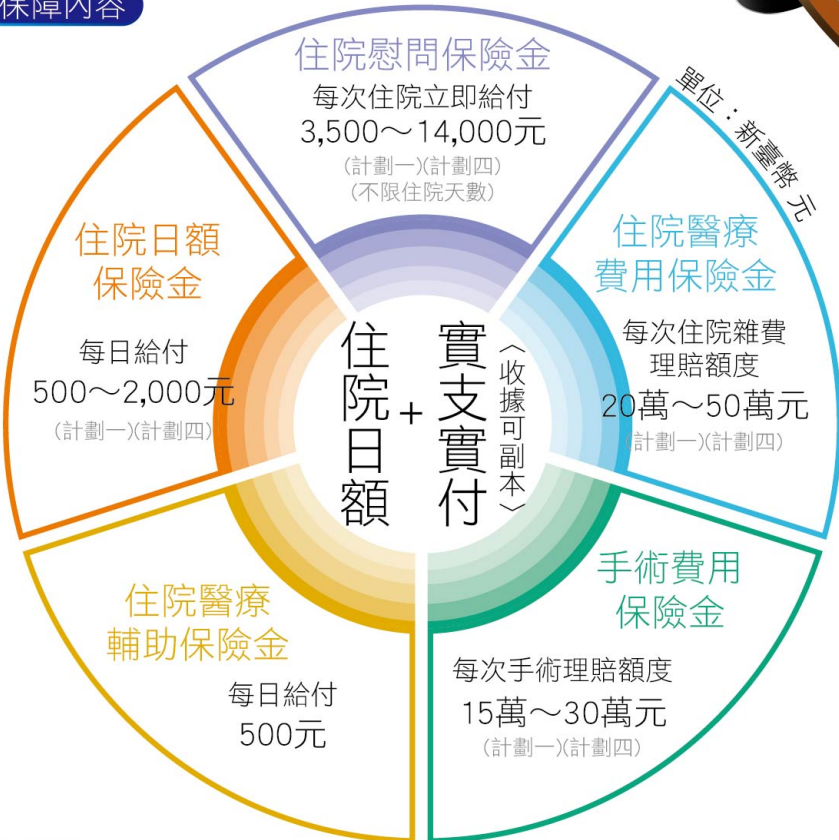 保障內容
單位：新臺幣 元
住院慰問保險金
每次住院立即給付
3,500～14,000元
(計劃一)(計劃四)
(不限住院天數)
住院醫療
費用保險金
每次住院雜費
理賠額度
20萬～50萬元
(計劃一)(計劃四)
手術費用
保險金
每次手術理賠額度
15萬～30萬元
(計劃一)(計劃四)
住院醫療
輔助保險金
每日給付
500元
住院日額
保險金
每日給付
500～2,000元
(計劃一)(計劃四)
住院日額
+
實支實付
〈收據可副本〉